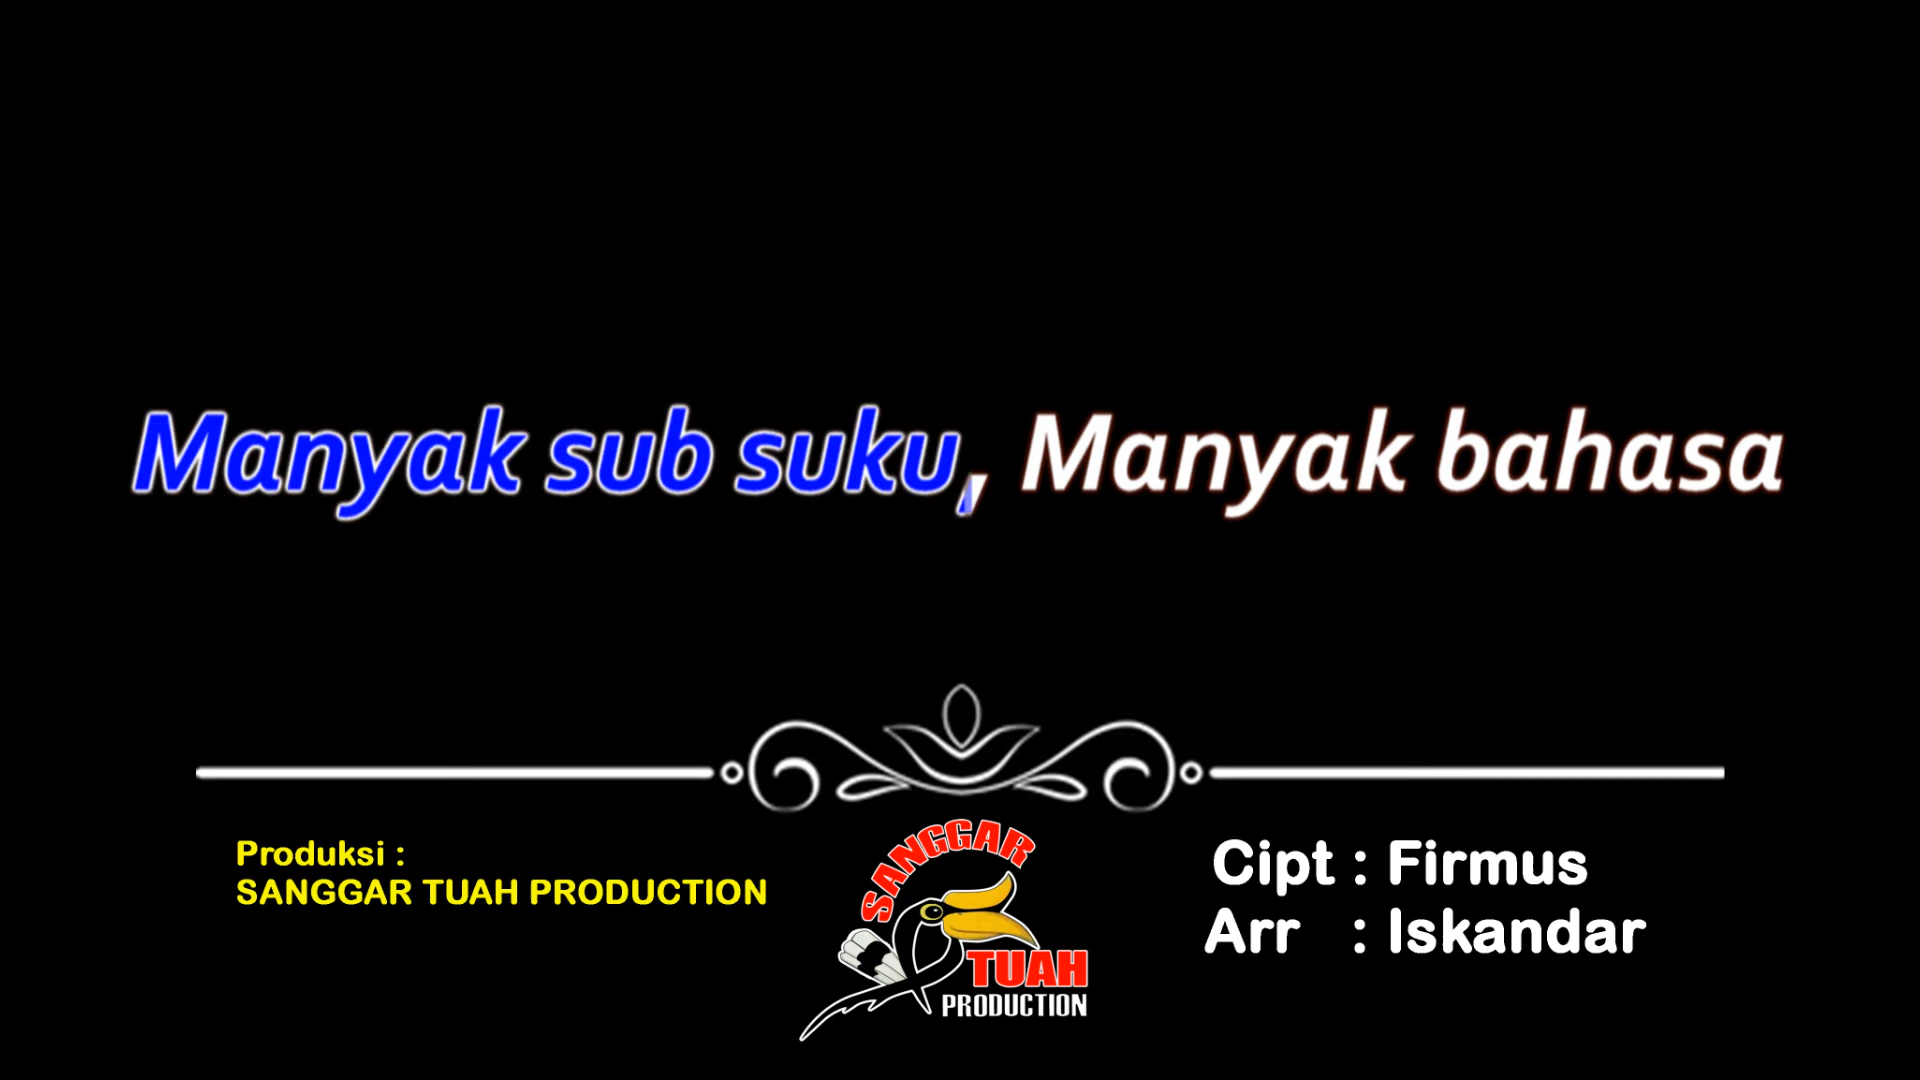 Manyak sub suku, Manyak bahasa
Produksi :
SANGGAR TUAH PRODUCTION
SANGGAR
TUAH
PRODUCTION
Cipt : Firmus
Arr : Iskandar